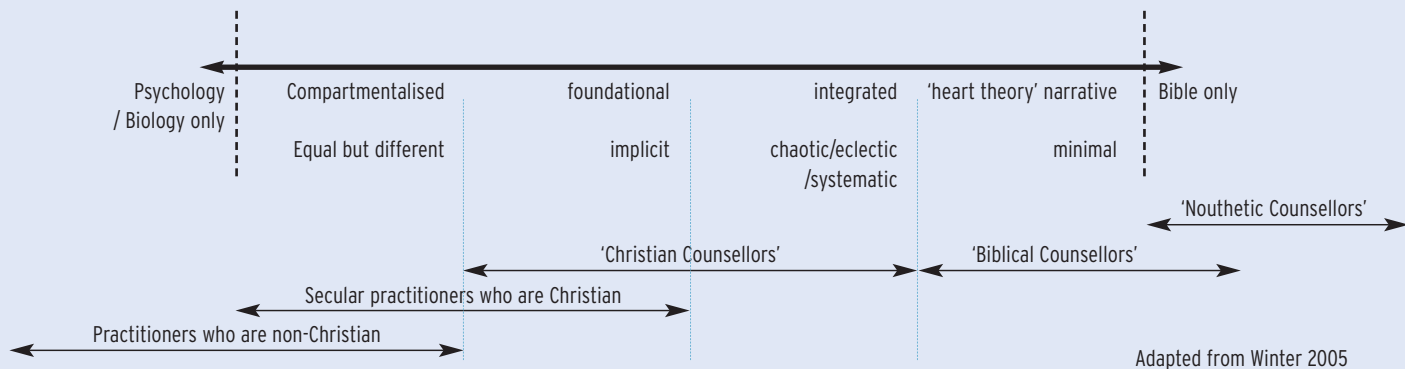 Psychology
/ Biology only
Compartmentalised
foundational
integrated
‘heart theory’ narrative
Bible only
Equal but different
implicit
chaotic/eclectic
/systematic
minimal
‘Nouthetic Counsellors’
‘Christian Counsellors’
‘Biblical Counsellors’
Secular practitioners who are Christian
Practitioners who are non-Christian
Adapted from Winter 2005